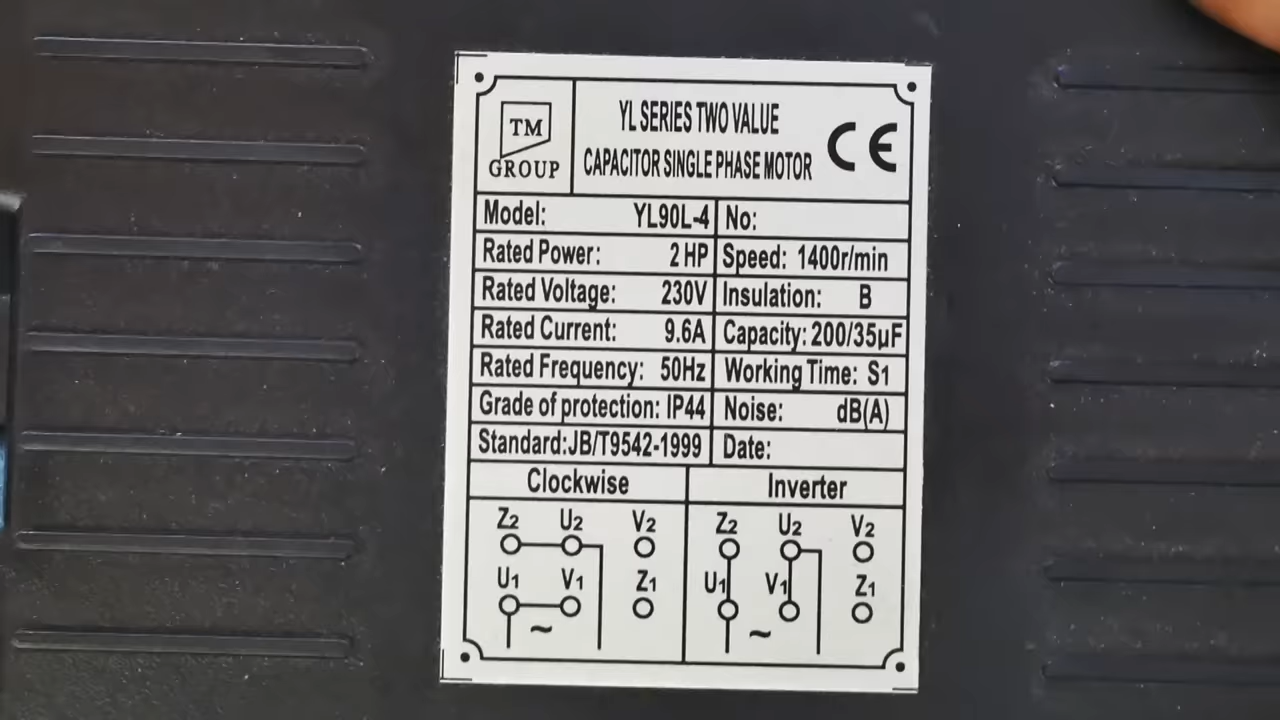 TM
GROUP
YL SERIES TWO VALUE
CAPACITOR SINGLE PHASE MOTOR
CE
Model: YL90L-4 No:
Rated Power: 2 HP Speed: 1400r/min
Rated Voltage: 230V Insulation: B
Rated Current: 9.6A Capacity: 200/35µF
Rated Frequency: 50Hz Working Time: S1
Grade of protection: IP44 Noise: dB(A)
Standard:JB/T9542-1999 Date:
Clockwise Inverter
Z2 U2 V2 Z2 U2 V2
U1 V1 Z1 U1 V1 Z1
~ ~